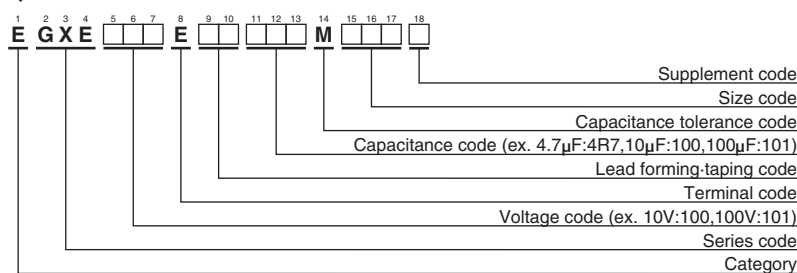 1 2 3 4 5 6 7 8 9 10 11 12 13 14 15 16 17 18
E GXE □□□ E □□ □□□ M □□□ □
Supplement code
Size code
Capacitance tolerance code
Capacitance code (ex. 4.7μF:4R7,10μF:100,100μF:101)
Lead forming·taping code
Terminal code
Voltage code (ex. 10V:100,100V:101)
Series code
Category